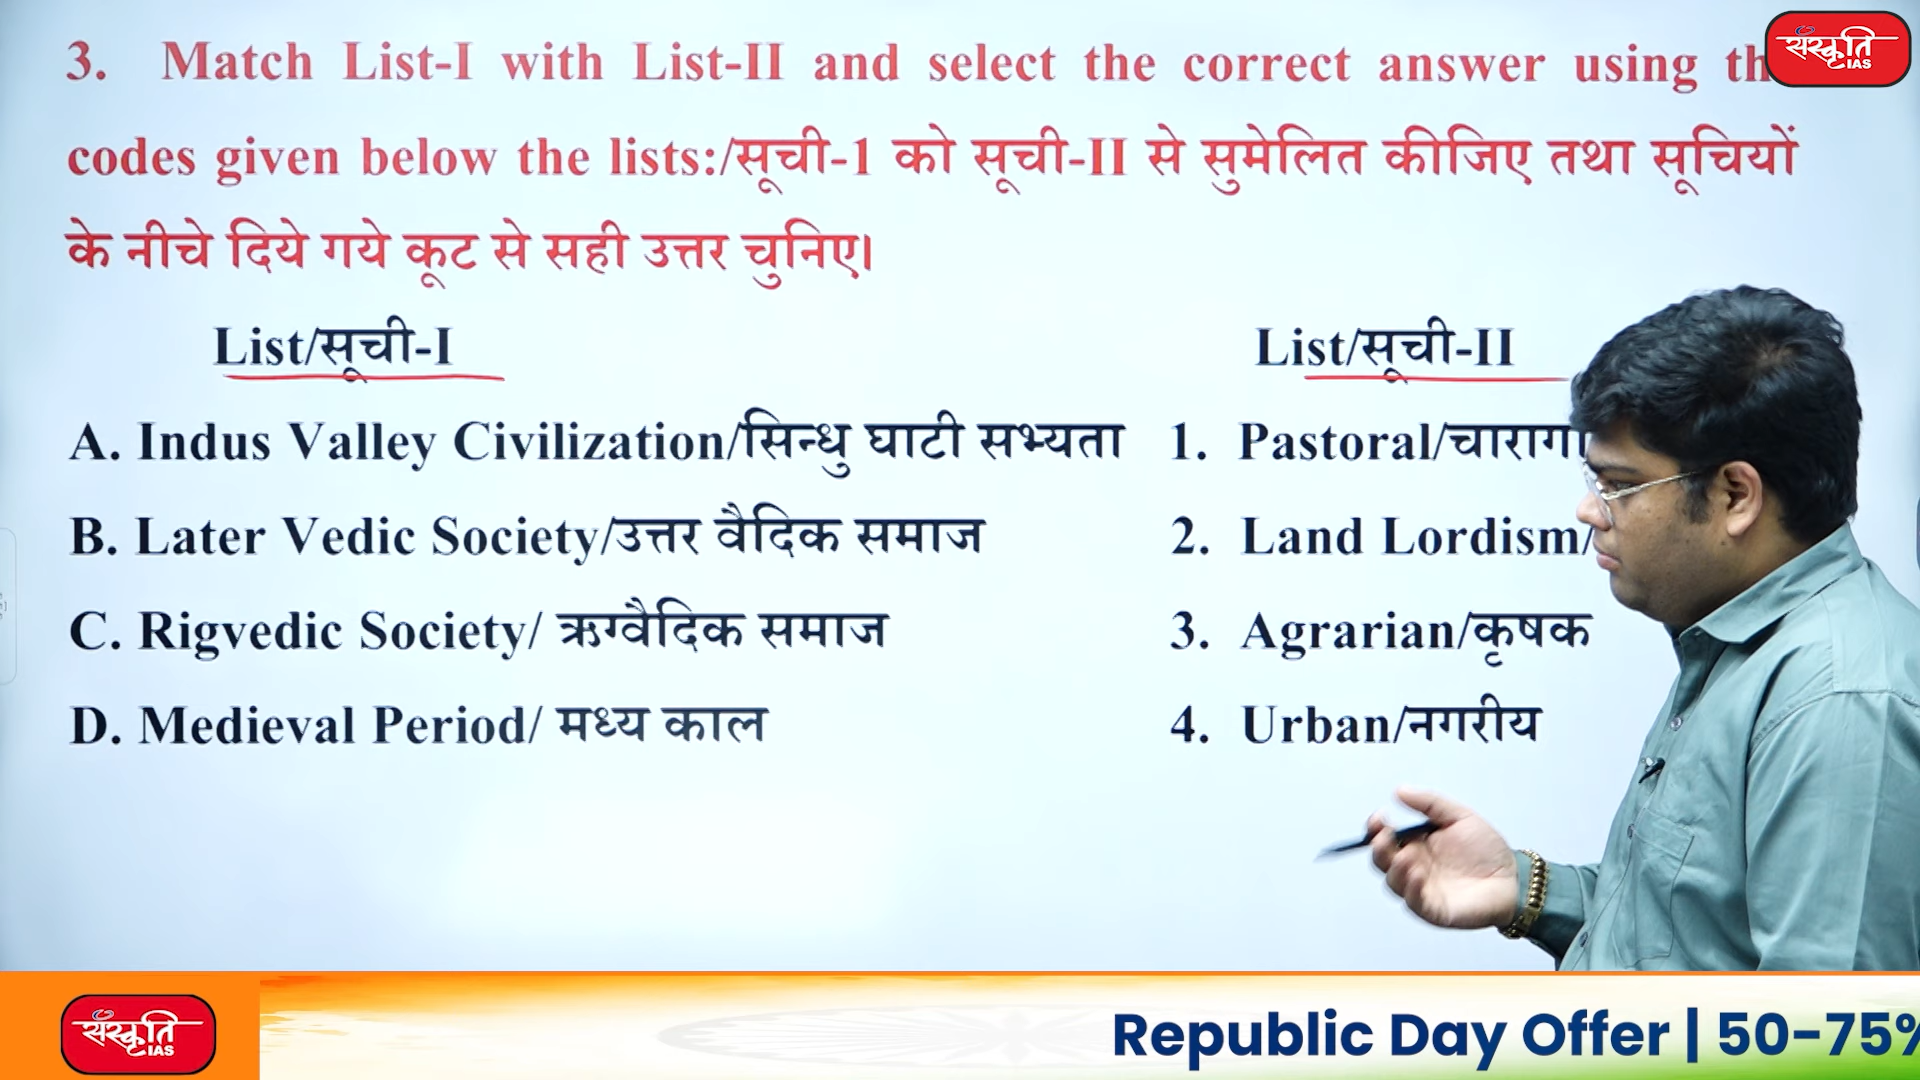 3. Match List-I with List-II and select the correct answer using
संस्कृति
IAS
codes given below the lists:/सूची-1 को सूची-II से सुमेलित कीजिए तथा सूचियों
के नीचे दिये गये कूट से सही उत्तर चुनिए।
List/सूची-I
List/सूची-II
A. Indus Valley Civilization/सिन्धु घाटी सभ्यता
1. Pastoral/
B. Later Vedic Society/उत्तर वैदिक समाज
2. Land Lordism/
C. Rigvedic Society/ ऋग्वैदिक समाज
3. Agrarian/कृषक
D. Medieval Period/ मध्य काल
4. Urban/नगरीय
संस्कृति
IAS
Republic Day Offer | 50-75%